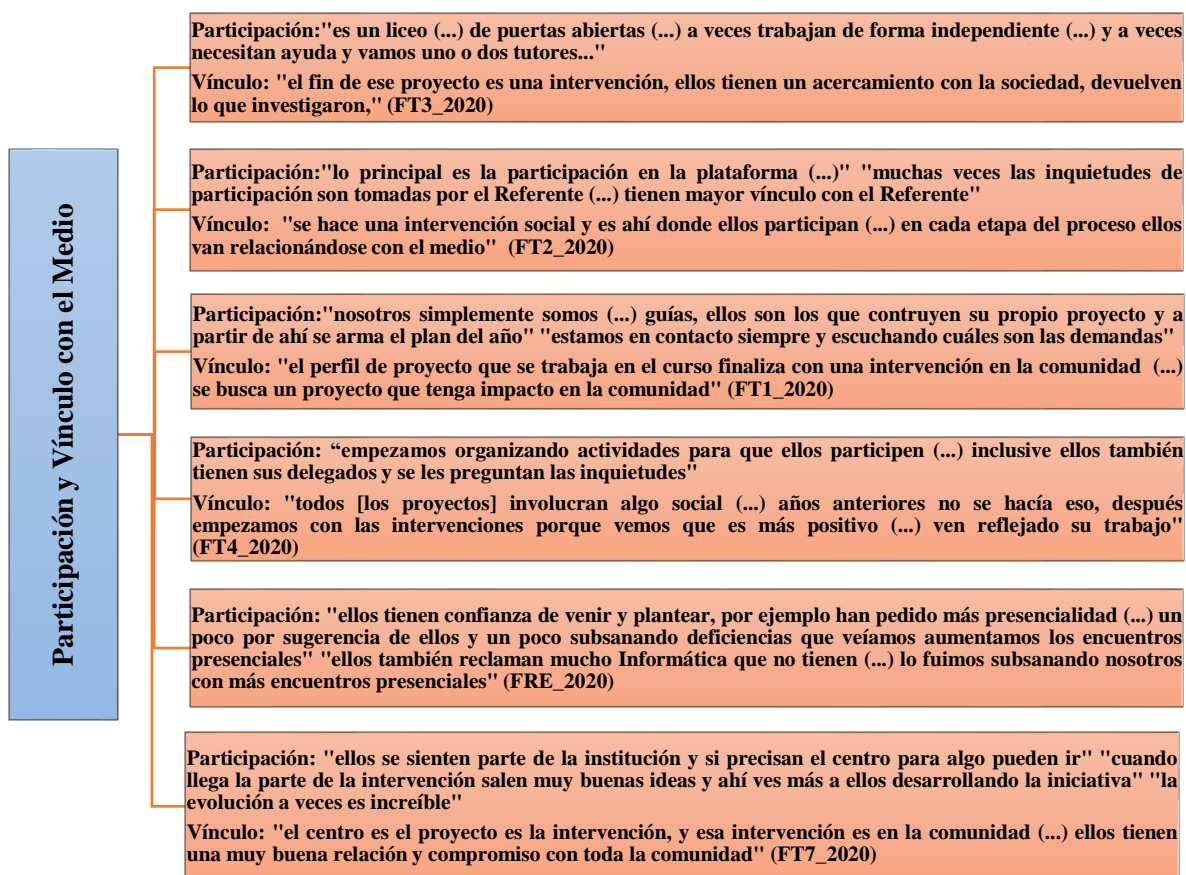 Participación y Vínculo con el Medio
Participación:"es un liceo (...) de puertas abiertas (...) a veces trabajan de forma independiente (...) y a veces
necesitan ayuda y vamos uno o dos tutores..."
Vínculo: "el fin de ese proyecto es una intervención, ellos tienen un acercamiento con la sociedad, devuelven
lo que investigaron," (FT3_2020)
Participación:"lo principal es la participación en la plataforma (...)" "muchas veces las inquietudes de
participación son tomadas por el Referente (...) tienen mayor vínculo con el Referente"
Vínculo: "se hace una intervención social y es ahí donde ellos participan (...) en cada etapa del proceso ellos
van relacionándose con el medio" (FT2_2020)
Participación:"nosotros simplemente somos (...) guías, ellos son los que contruyen su propio proyecto y a
partir de ahí se arma el plan del año" "estamos en contacto siempre y escuchando cuáles son las demandas"
Vínculo: "el perfil de proyecto que se trabaja en el curso finaliza con una intervención en la comunidad (...)
se busca un proyecto que tenga impacto en la comunidad" (FT1_2020)
Participación: “empezamos organizando actividades para que ellos participen (...) inclusive ellos también
tienen sus delegados y se les preguntan las inquietudes"
Vínculo: "todos [los proyectos] involucran algo social (...) años anteriores no se hacía eso, después
empezamos con las intervenciones porque vemos que es más positivo (...) ven reflejado su trabajo"
(FT4_2020)
Participación: "ellos tienen confianza de venir y plantear, por ejemplo han pedido más presencialidad (...) un
poco por sugerencia de ellos y un poco subsanando deficiencias que veíamos aumentamos los encuentros
presenciales" "ellos también reclaman mucho Informática que no tienen (...) lo fuimos subsanando nosotros
con más encuentros presenciales" (FRE_2020)
Participación: "ellos se sienten parte de la institución y si precisan el centro para algo pueden ir" "cuando
llega la parte de la intervención salen muy buenas ideas y ahí ves más a ellos desarrollando la iniciativa" "la
evolución a veces es increíble"
Vínculo: "el centro es el proyecto es la intervención, y esa intervención es en la comunidad (...) ellos tienen
una muy buena relación y compromiso con toda la comunidad" (FT7_2020)